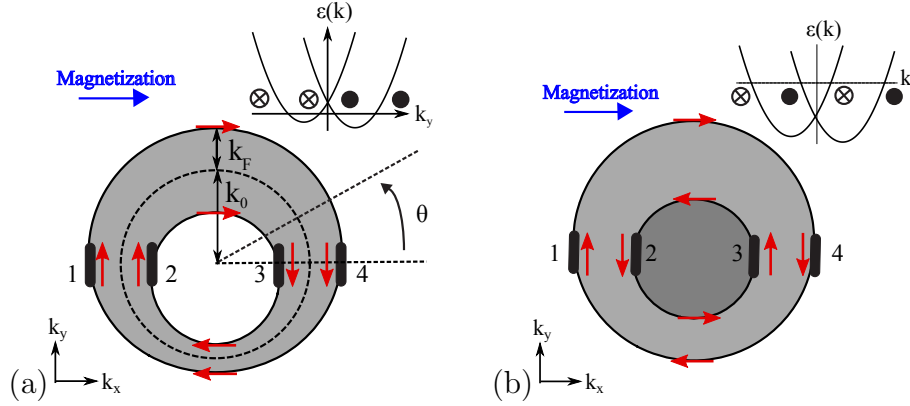 ε(k)
Magnetization
k_y
k_F
k_0
θ
1
2
3
4
k_y
k_x
(a)
ε(k)
k
Magnetization
1
2
3
4
k_y
k_x
(b)